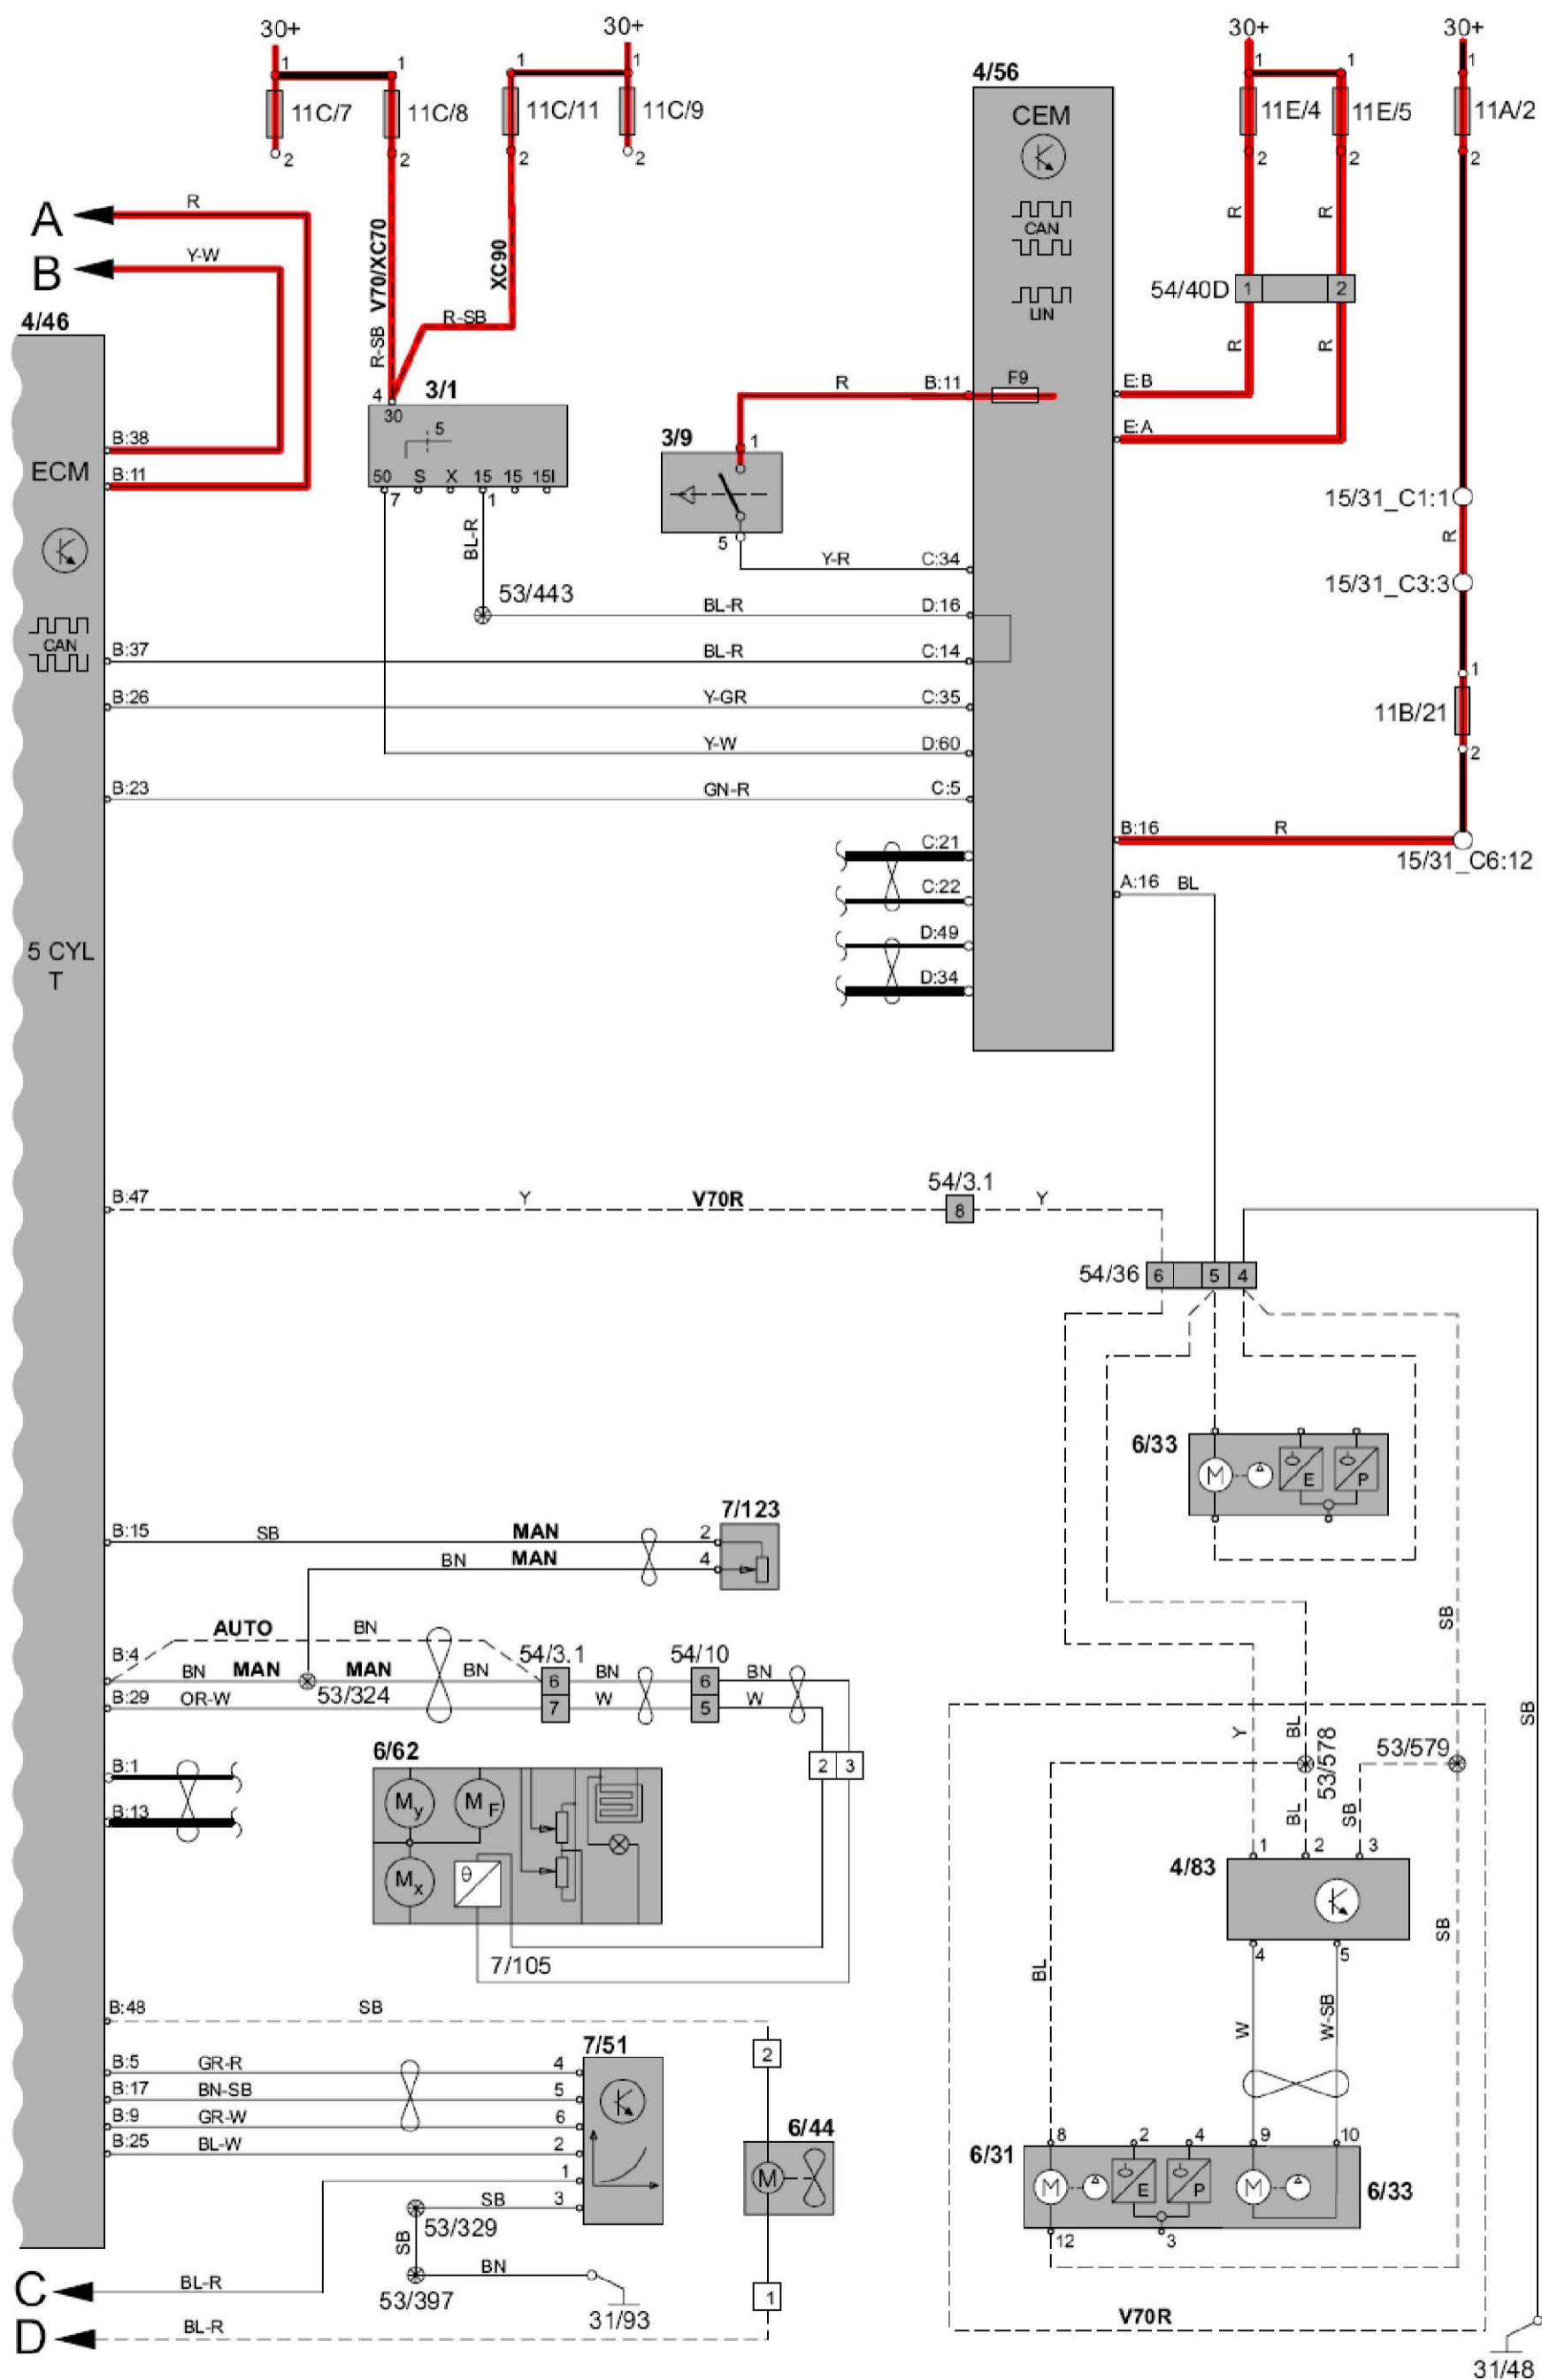 30+
30+
30+
30+
1
1
1
1
1
1
1
4/56
CEM
11C/7
11C/8
11C/11
11C/9
11E/4
11E/5
11A/2
2
2
2
2
2
2
2
A
R
B
Y-W
V70/XC70
XC90
R-SB
R-SB
CAN
LIN
R
R
54/40D
1
2
R
R
4/46
4
3/1
30
5
50
S
X
15
15
15I
7
1
R
B:11
F9
E:B
E:A
3/9
1
5
ECM
B:38
B:11
15/31_C1:1
R
15/31_C3:3
BL-R
Y-R
C:34
53/443
BL-R
D:16
CAN
B:37
BL-R
C:14
1
B:26
Y-GR
C:35
11B/21
Y-W
D:60
2
B:23
GN-R
C:5
B:16
R
15/31_C6:12
C:21
C:22
A:16
BL
D:49
D:34
5 CYL
T
B:47
Y
V70R
54/3.1
8
Y
54/36
6
5
4
6/33
M
E
P
7/123
B:15
SB
MAN
2
BN
MAN
4
SB
SB
AUTO
BN
B:4
BN
MAN
MAN
BN
54/3.1
6
BN
54/10
6
BN
53/324
B:29
OR-W
7
W
5
W
B:1
B:13
6/62
My
MF
Mx
θ
7/105
2
3
Y
BL
53/578
53/579
BL
SB
1
2
3
4/83
4
5
SB
BL
W
W-SB
B:48
SB
2
7/51
B:5
GR-R
4
B:17
BN-SB
5
B:9
GR-W
6
B:25
BL-W
2
1
SB
3
53/329
SB
BN
53/397
31/93
6/44
M
1
6/31
8
2
4
9
10
M
E
P
M
6/33
12
3
C
BL-R
D
BL-R
V70R
31/48